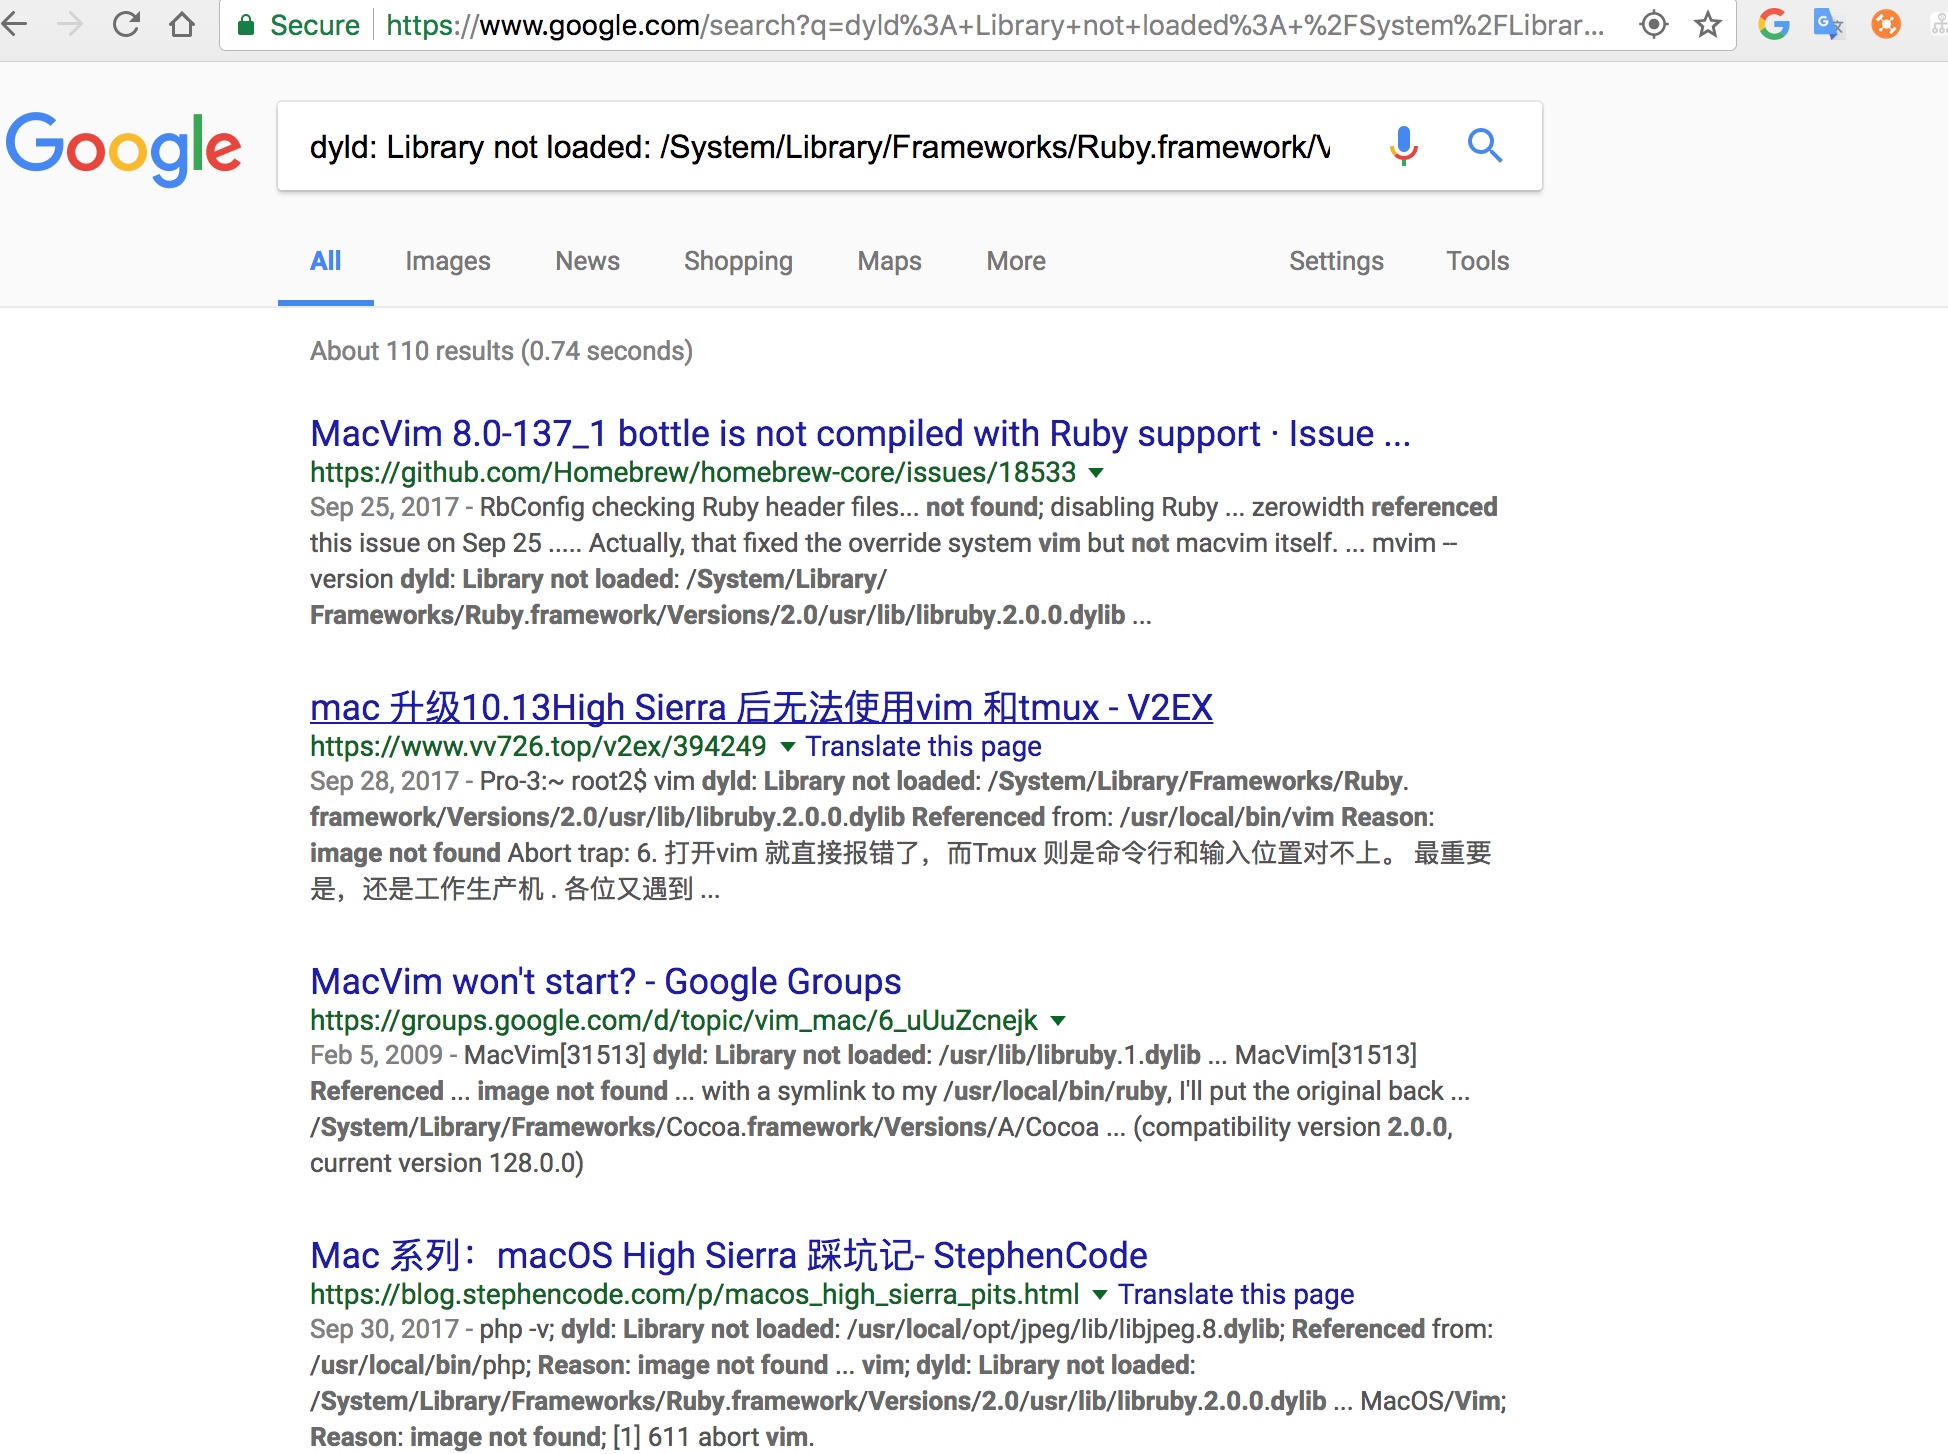 Secure https://www.google.com/search?q=dyld%3A+Library+not+loaded%3A+%2FSystem%2FLibrar...
Google
dyld: Library not loaded: /System/Library/Frameworks/Ruby.framework/V
All Images News Shopping Maps More Settings Tools
About 110 results (0.74 seconds)
MacVim 8.0-137_1 bottle is not compiled with Ruby support · Issue ...
https://github.com/Homebrew/homebrew-core/issues/18533
Sep 25, 2017 - RbConfig checking Ruby header files... not found; disabling Ruby ... zerowidth referenced
this issue on Sep 25 ..... Actually, that fixed the override system vim but not macvim itself. ... mvim --
version dyld: Library not loaded: /System/Library/
Frameworks/Ruby.framework/Versions/2.0/usr/lib/libruby.2.0.0.dylib ...
mac 升级10.13High Sierra 后无法使用vim 和tmux - V2EX
https://www.vv726.top/v2ex/394249 Translate this page
Sep 28, 2017 - Pro-3:~ root2$ vim dyld: Library not loaded: /System/Library/Frameworks/Ruby.
framework/Versions/2.0/usr/lib/libruby.2.0.0.dylib Referenced from: /usr/local/bin/vim Reason:
image not found Abort trap: 6. 打开vim 就直接报错了，而Tmux 则是命令行和输入位置对不上。 最重要
是，还是工作生产机 . 各位又遇到 ...
MacVim won't start? - Google Groups
https://groups.google.com/d/topic/vim_mac/6_uUuZcnejk
Feb 5, 2009 - MacVim[31513] dyld: Library not loaded: /usr/lib/libruby.1.dylib ... MacVim[31513]
Referenced ... image not found ... with a symlink to my /usr/local/bin/ruby, I'll put the original back ...
/System/Library/Frameworks/Cocoa.framework/Versions/A/Cocoa ... (compatibility version 2.0.0,
current version 128.0.0)
Mac 系列：macOS High Sierra 踩坑记- StephenCode
https://blog.stephencode.com/p/macos_high_sierra_pits.html Translate this page
Sep 30, 2017 - php -v; dyld: Library not loaded: /usr/local/opt/jpeg/lib/libjpeg.8.dylib; Referenced from:
/usr/local/bin/php; Reason: image not found ... vim; dyld: Library not loaded:
/System/Library/Frameworks/Ruby.framework/Versions/2.0/usr/lib/libruby.2.0.0.dylib ... MacOS/Vim;
Reason: image not found; [1] 611 abort vim.